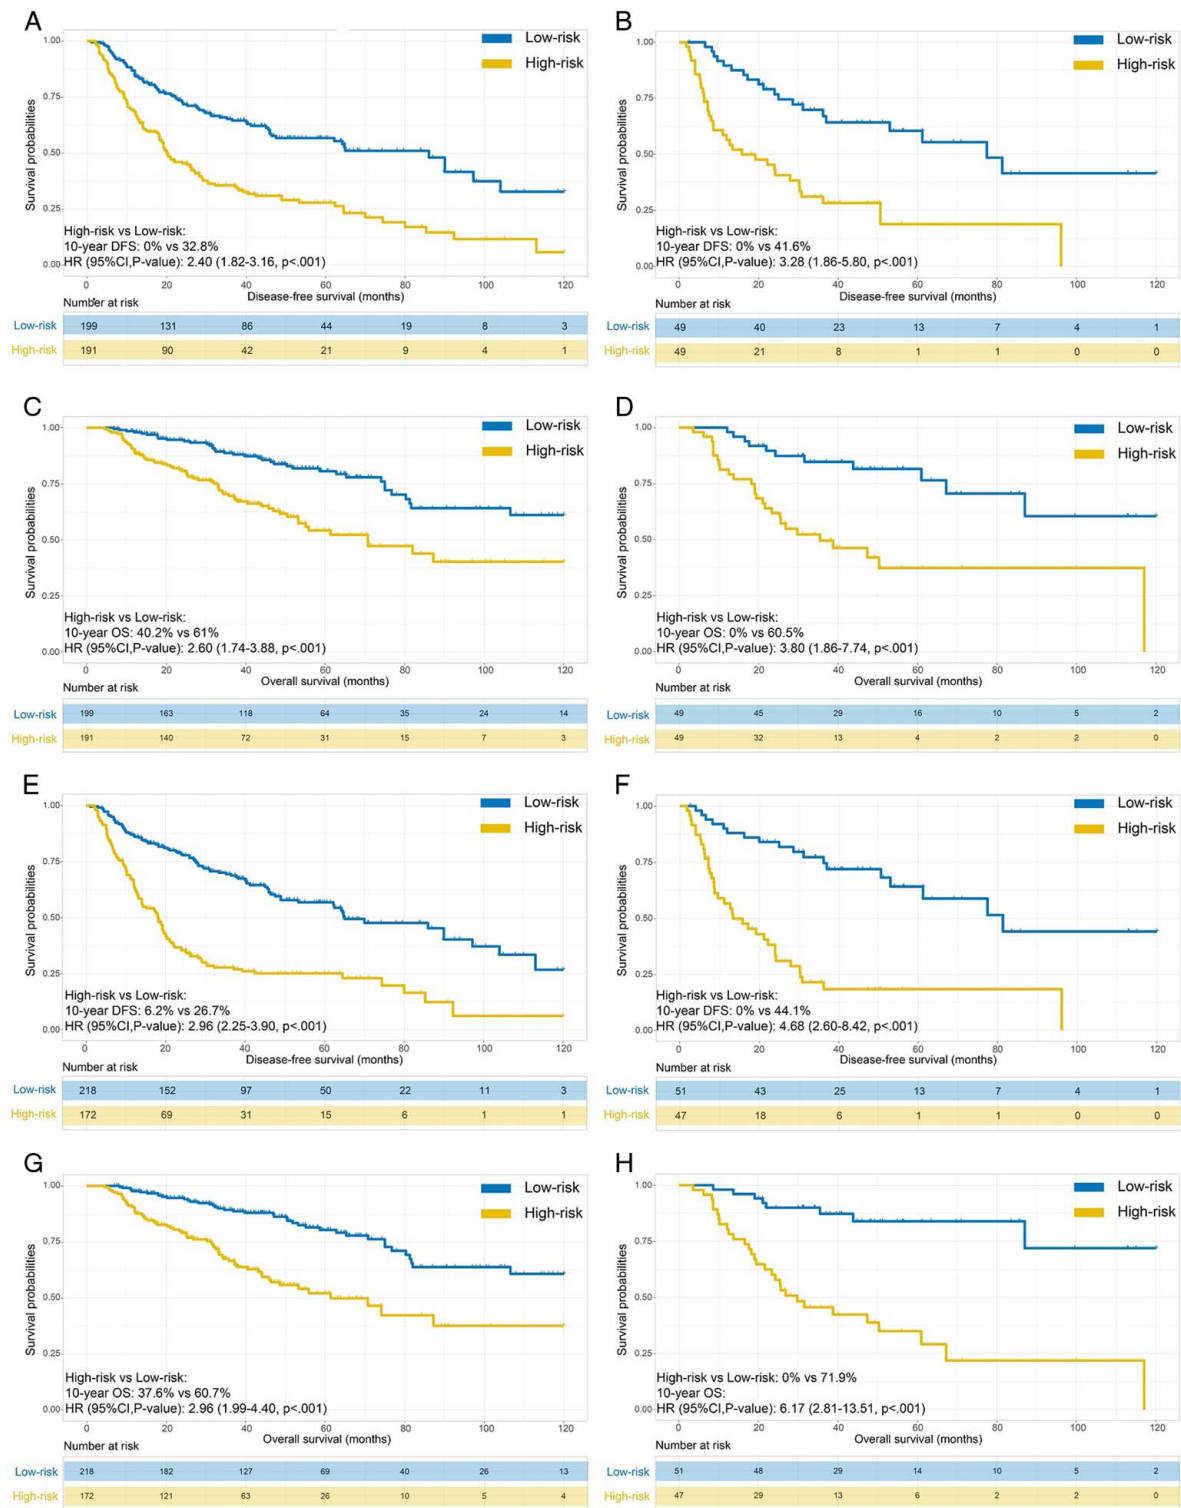 A
Survival probabilities
1.00
0.75
0.50
0.25
0.00
Low-risk
High-risk
High-risk vs Low-risk:
10-year DFS: 0% vs 32.8%
HR (95%CI,P-value): 2.40 (1.82-3.16, p<.001)
0 20 40 60 80 100 120
Disease-free survival (months)
Number at risk
Low-risk 199 131 86 44 19 8 3
High-risk 191 90 42 21 9 4 1
B
Survival probabilities
1.00
0.75
0.50
0.25
0.00
Low-risk
High-risk
High-risk vs Low-risk:
10-year DFS: 0% vs 41.6%
HR (95%CI,P-value): 3.28 (1.86-5.80, p<.001)
0 20 40 60 80 100 120
Disease-free survival (months)
Number at risk
Low-risk 49 40 23 13 7 4 1
High-risk 49 21 8 1 1 0 0
C
Survival probabilities
1.00
0.75
0.50
0.25
0.00
Low-risk
High-risk
High-risk vs Low-risk:
10-year OS: 40.2% vs 61%
HR (95%CI,P-value): 2.60 (1.74-3.88, p<.001)
0 20 40 60 80 100 120
Overall survival (months)
Number at risk
Low-risk 199 163 118 64 35 24 14
High-risk 191 140 72 31 15 7 3
D
Survival probabilities
1.00
0.75
0.50
0.25
0.00
Low-risk
High-risk
High-risk vs Low-risk:
10-year OS: 0% vs 60.5%
HR (95%CI,P-value): 3.80 (1.86-7.74, p<.001)
0 20 40 60 80 100 120
Overall survival (months)
Number at risk
Low-risk 49 45 29 16 10 5 2
High-risk 49 32 13 4 2 2 0
E
Survival probabilities
1.00
0.75
0.50
0.25
0.00
Low-risk
High-risk
High-risk vs Low-risk:
10-year DFS: 6.2% vs 26.7%
HR (95%CI,P-value): 2.96 (2.25-3.90, p<.001)
0 20 40 60 80 100 120
Disease-free survival (months)
Number at risk
Low-risk 218 152 97 50 22 11 3
High-risk 172 69 31 15 6 1 1
F
Survival probabilities
1.00
0.75
0.50
0.25
0.00
Low-risk
High-risk
High-risk vs Low-risk:
10-year DFS: 0% vs 44.1%
HR (95%CI,P-value): 4.68 (2.60-8.42, p<.001)
0 20 40 60 80 100 120
Disease-free survival (months)
Number at risk
Low-risk 51 43 25 13 7 4 1
High-risk 47 18 6 1 1 0 0
G
Survival probabilities
1.00
0.75
0.50
0.25
0.00
Low-risk
High-risk
High-risk vs Low-risk:
10-year OS: 37.6% vs 60.7%
HR (95%CI,P-value): 2.96 (1.99-4.40, p<.001)
0 20 40 60 80 100 120
Overall survival (months)
Number at risk
Low-risk 218 182 127 69 40 26 13
High-risk 172 121 63 26 10 5 4
H
Survival probabilities
1.00
0.75
0.50
0.25
0.00
Low-risk
High-risk
High-risk vs Low-risk: 0% vs 71.9%
10-year OS:
HR (95%CI,P-value): 6.17 (2.81-13.51, p<.001)
0 20 40 60 80 100 120
Overall survival (months)
Number at risk
Low-risk 51 48 29 14 10 5 2
High-risk 47 29 13 6 2 2 0